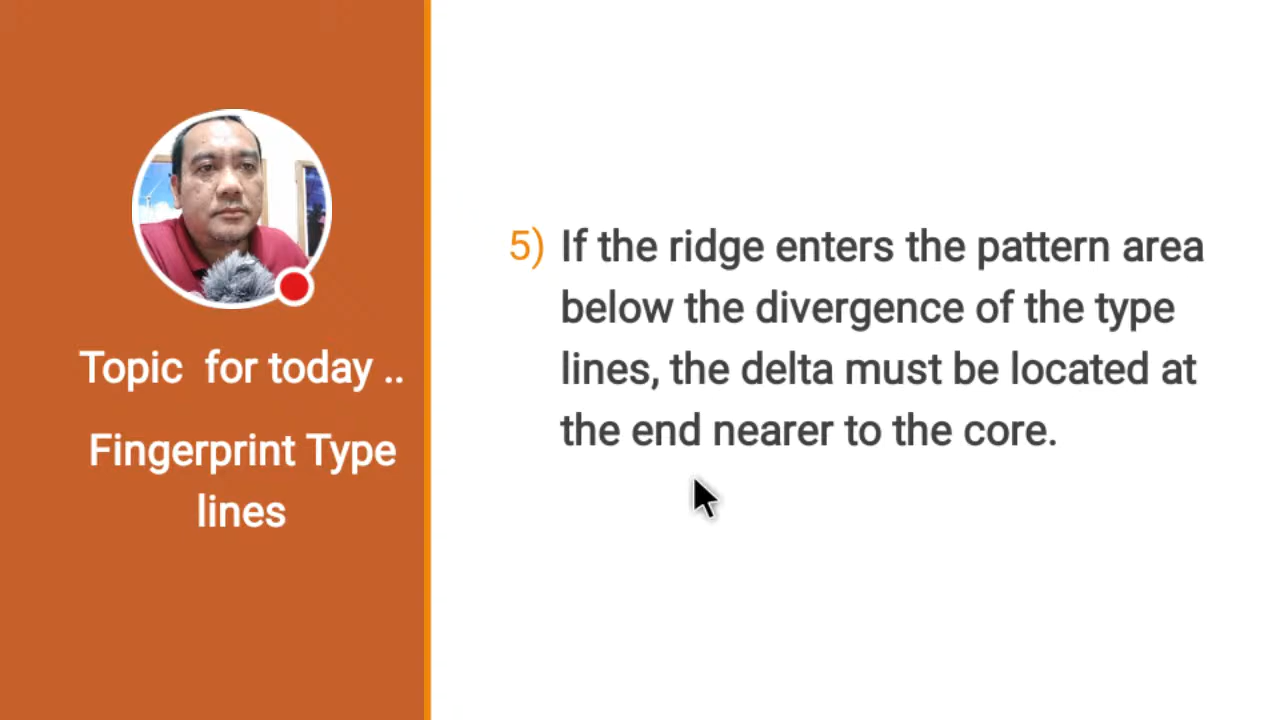 Topic for today ..
Fingerprint Type
lines
5) If the ridge enters the pattern area
below the divergence of the type
lines, the delta must be located at
the end nearer to the core.